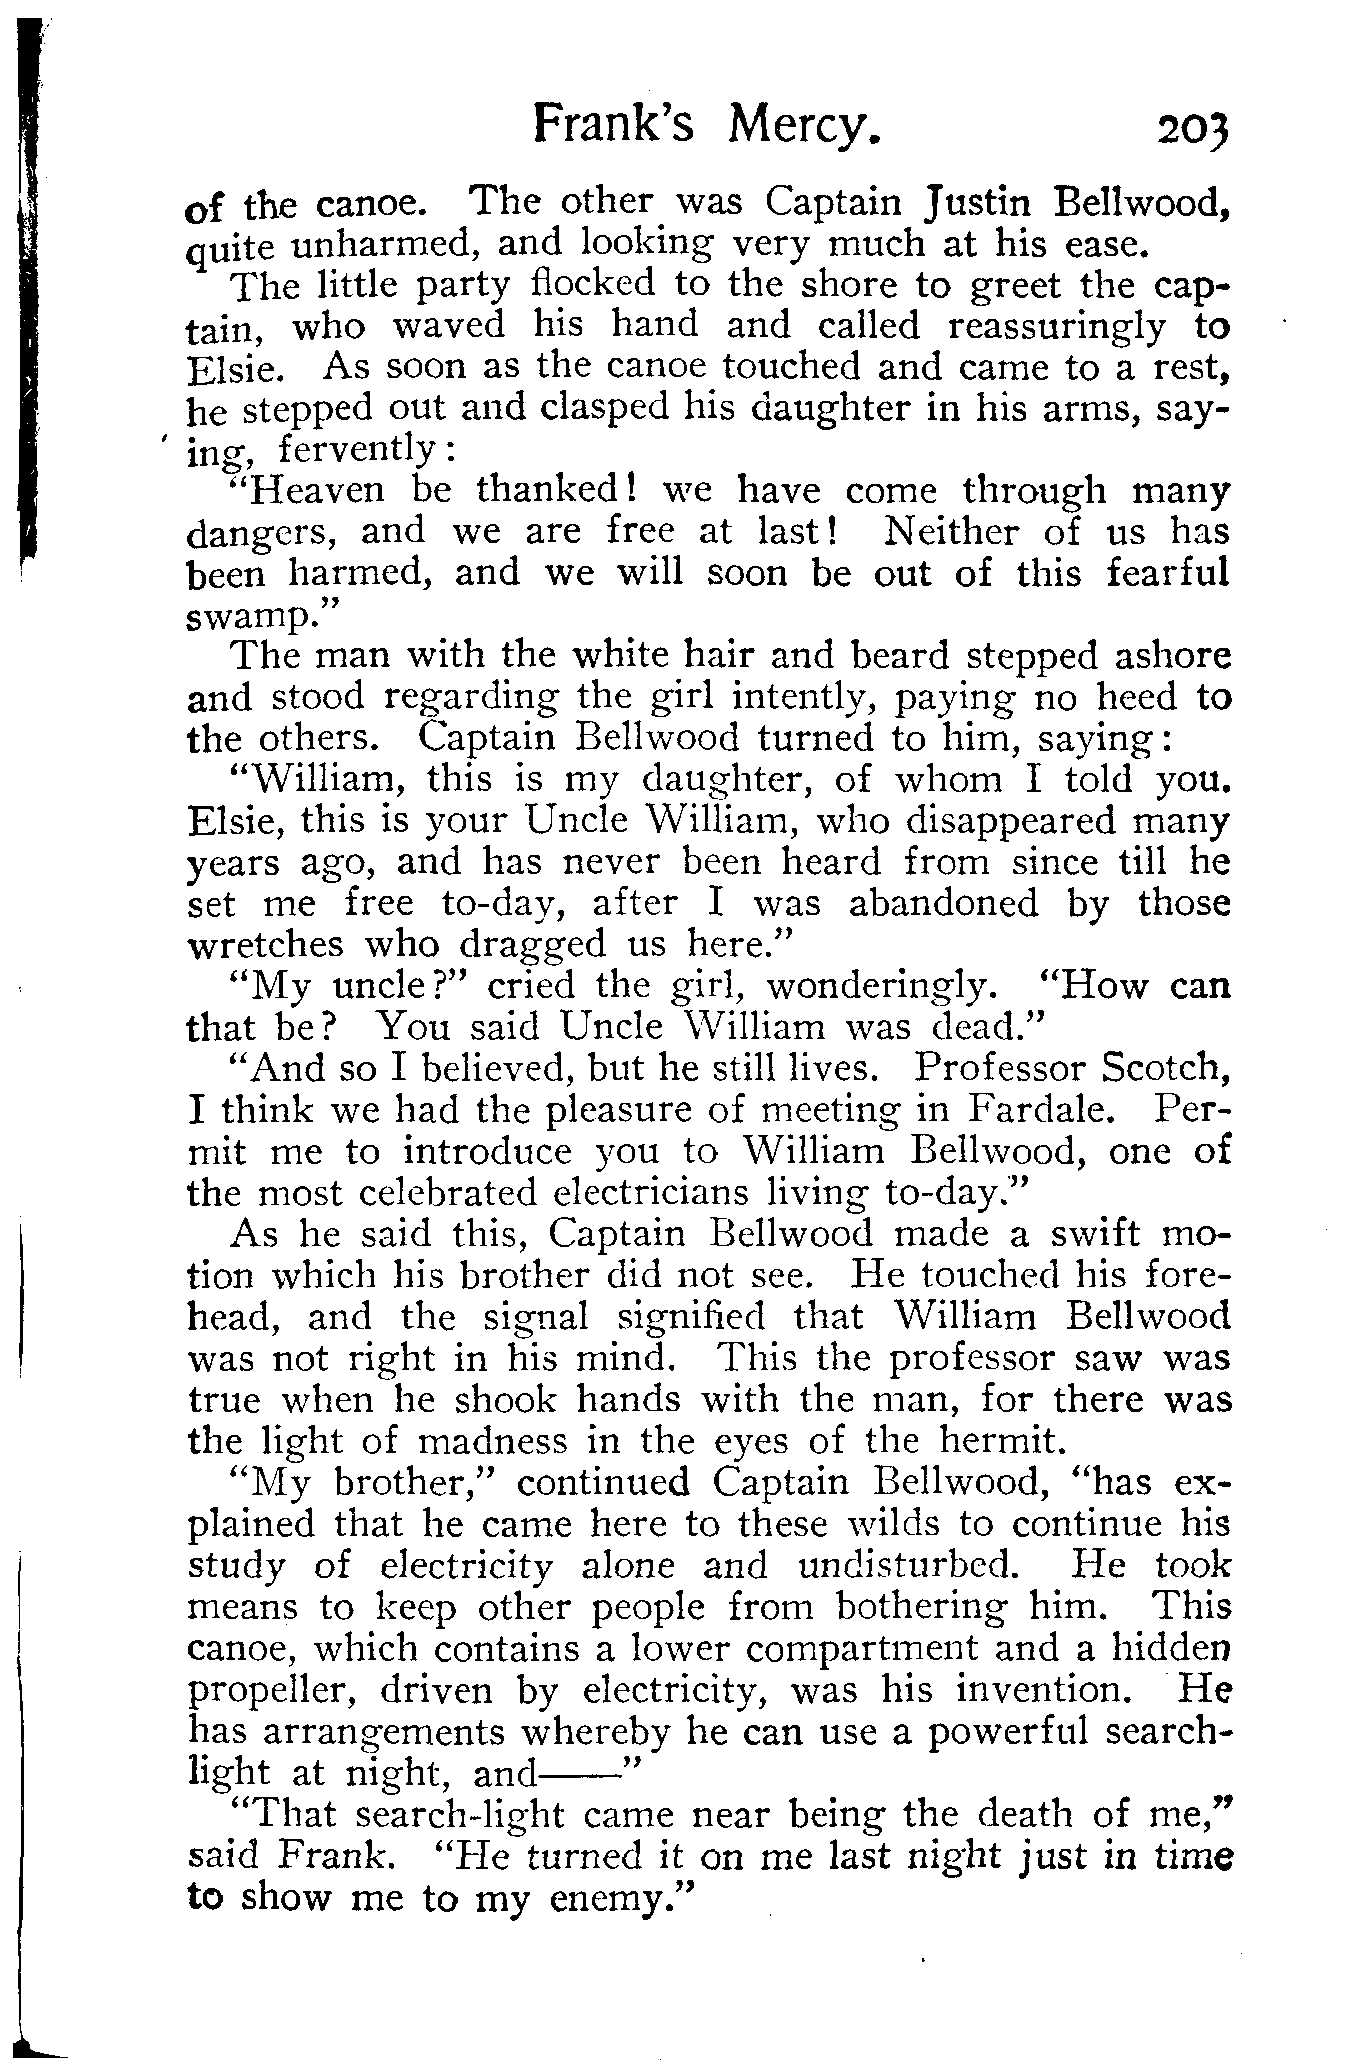 Frank's Mercy. 203
of the canoe. The other was Captain Justin Bellwood,
quite unharmed, and looking very much at his ease.
The little party flocked to the shore to greet the cap-
tain, who waved his hand and called reassuringly to
Elsie. As soon as the canoe touched and came to a rest,
he stepped out and clasped his daughter in his arms, say-
ing, fervently:
"Heaven be thanked! we have come through many
dangers, and we are free at last! Neither of us has
been harmed, and we will soon be out of this fearful
swamp."
The man with the white hair and beard stepped ashore
and stood regarding the girl intently, paying no heed to
the others. Captain Bellwood turned to him, saying:
"William, this is my daughter, of whom I told you.
Elsie, this is your Uncle William, who disappeared many
years ago, and has never been heard from since till he
set me free to-day, after I was abandoned by those
wretches who dragged us here."
"My uncle?" cried the girl, wonderingly. "How can
that be? You said Uncle William was dead."
"And so I believed, but he still lives. Professor Scotch,
I think we had the pleasure of meeting in Fardale. Per-
mit me to introduce you to William Bellwood, one of
the most celebrated electricians living to-day."
As he said this, Captain Bellwood made a swift mo-
tion which his brother did not see. He touched his fore-
head, and the signal signified that William Bellwood
was not right in his mind. This the professor saw was
true when he shook hands with the man, for there was
the light of madness in the eyes of the hermit.
"My brother," continued Captain Bellwood, "has ex-
plained that he came here to these wilds to continue his
study of electricity alone and undisturbed. He took
means to keep other people from bothering him. This
canoe, which contains a lower compartment and a hidden
propeller, driven by electricity, was his invention. He
has arrangements whereby he can use a powerful search-
light at night, and——"
"That search-light came near being the death of me,"
said Frank. "He turned it on me last night just in time
to show me to my enemy."